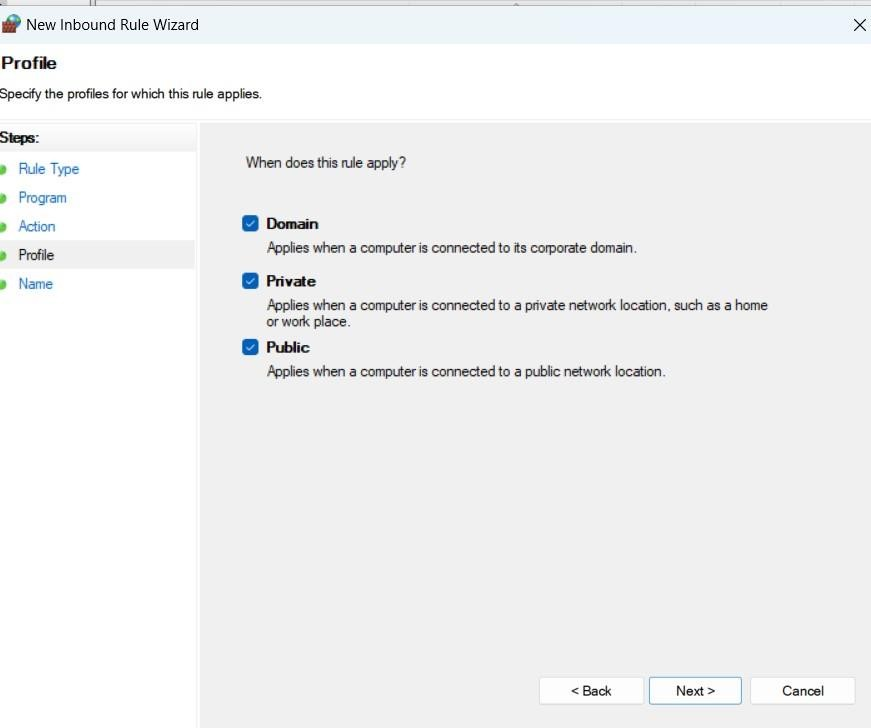 New Inbound Rule Wizard
Profile
Specify the profiles for which this rule applies.
Steps:
Rule Type
Program
Action
Profile
Name
When does this rule apply?
Domain
Applies when a computer is connected to its corporate domain.
Private
Applies when a computer is connected to a private network location, such as a home
or work place.
Public
Applies when a computer is connected to a public network location.
< Back
Next >
Cancel